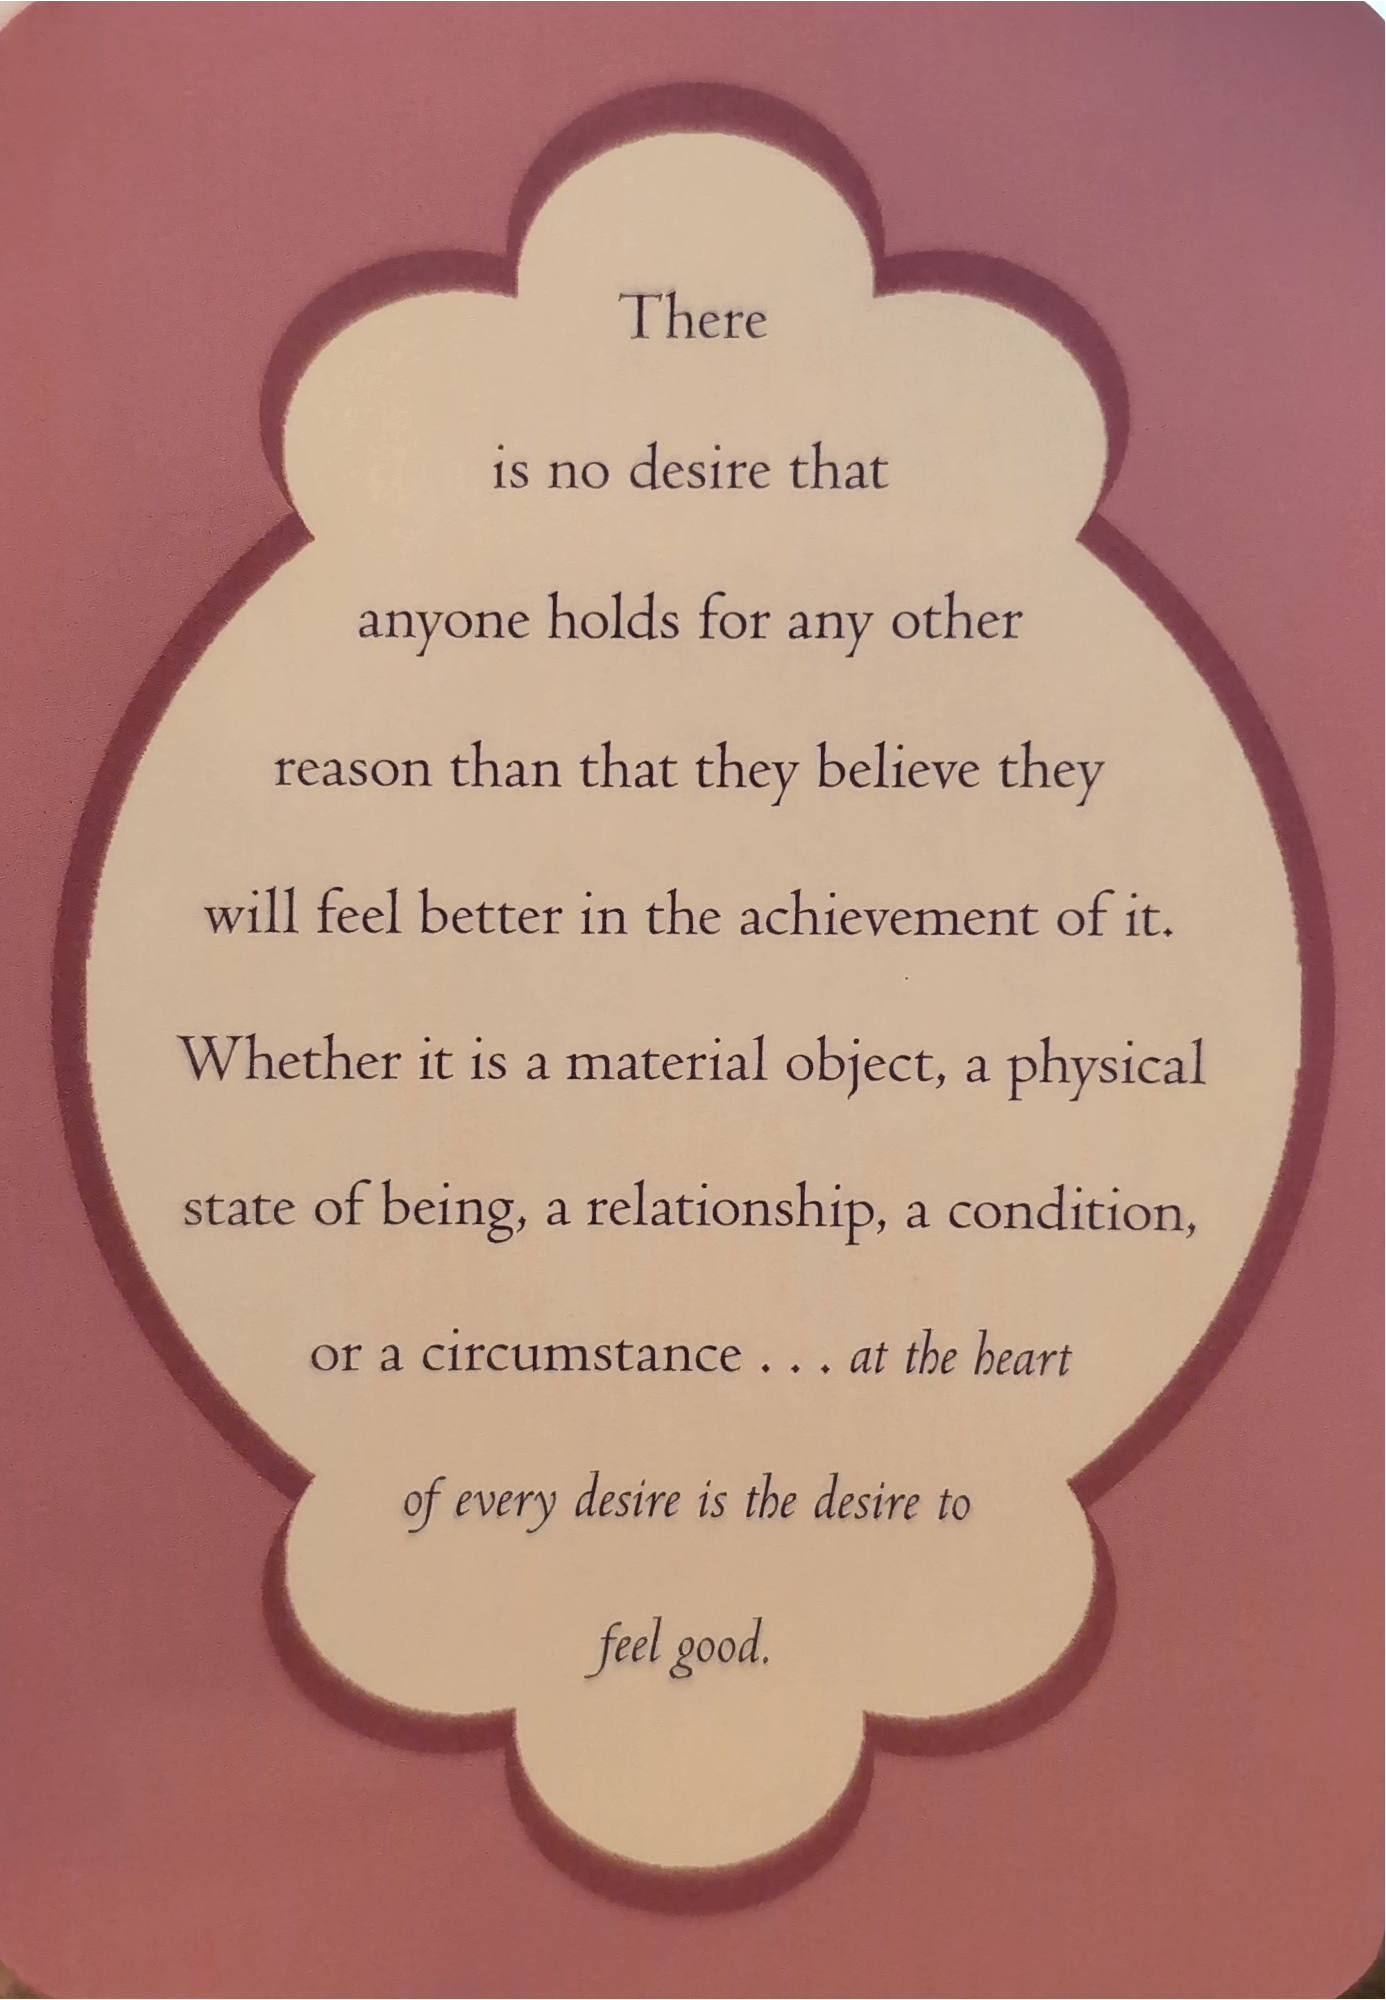 There
is no desire that
anyone holds for any other
reason than that they believe they
will feel better in the achievement of it.
Whether it is a material object, a physical
state of being, a relationship, a condition,
or a circumstance . . . at the heart
of every desire is the desire to
feel good.